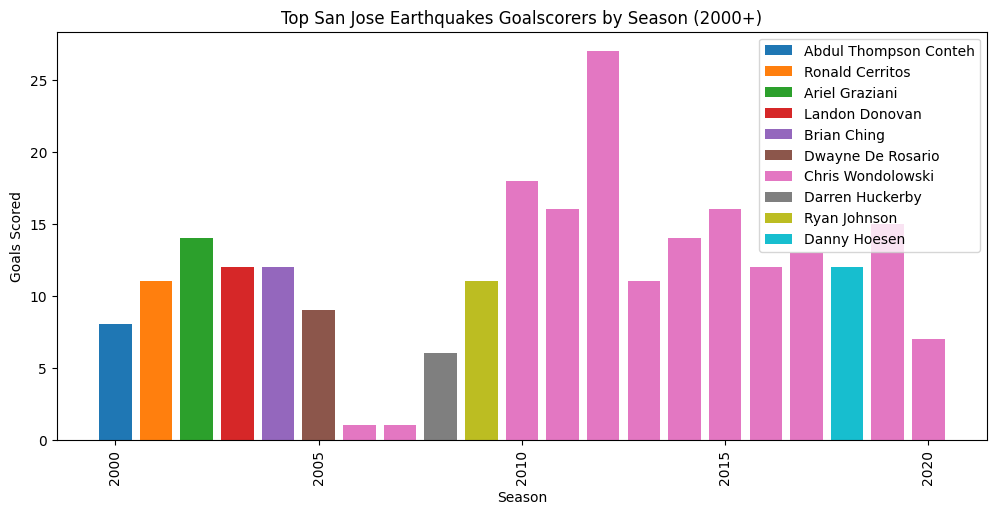 Top San Jose Earthquakes Goalscorers by Season (2000+)
Abdul Thompson Conteh
Ronald Cerritos
Ariel Graziani
Landon Donovan
Brian Ching
Dwayne De Rosario
Chris Wondolowski
Darren Huckerby
Ryan Johnson
Danny Hoesen
Goals Scored
25
20
15
10
5
0
2000
2005
2010
2015
2020
Season